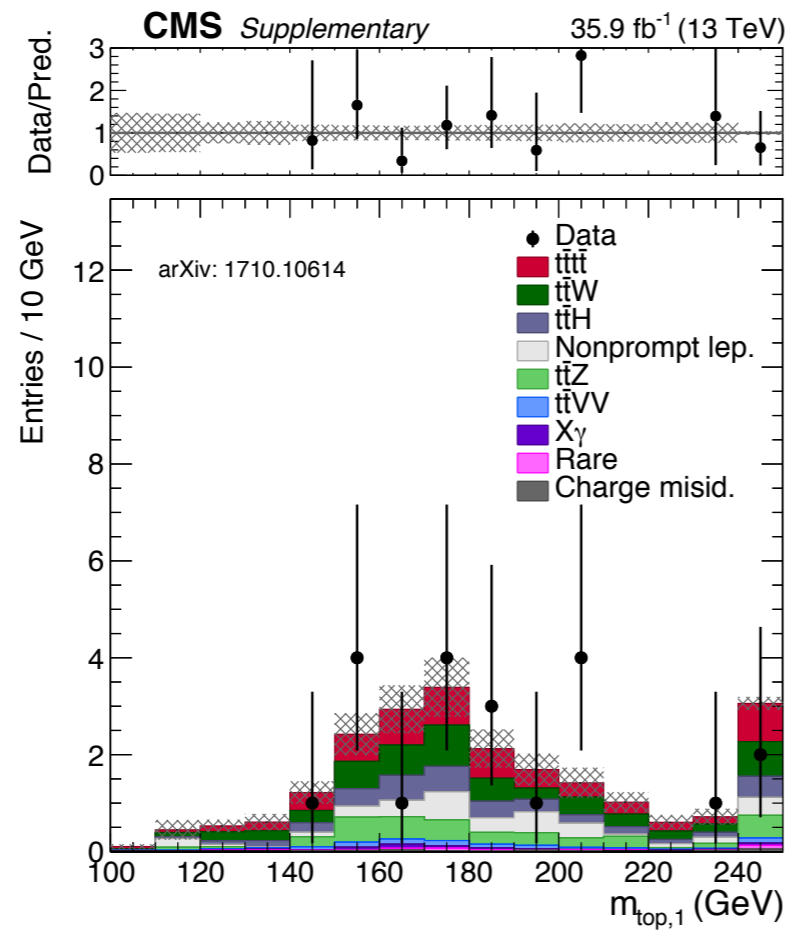 CMS Supplementary 35.9 fb⁻¹ (13 TeV)
Data/Pred.
3
2
1
0
Entries / 10 GeV
arXiv: 1710.10614
Data
tt̄tt̄
tt̄W
tt̄H
Nonprompt lep.
tt̄Z
tt̄VV
Xγ
Rare
Charge misid.
12
10
8
6
4
2
0
100 120 140 160 180 200 220 240
m_top,1 (GeV)